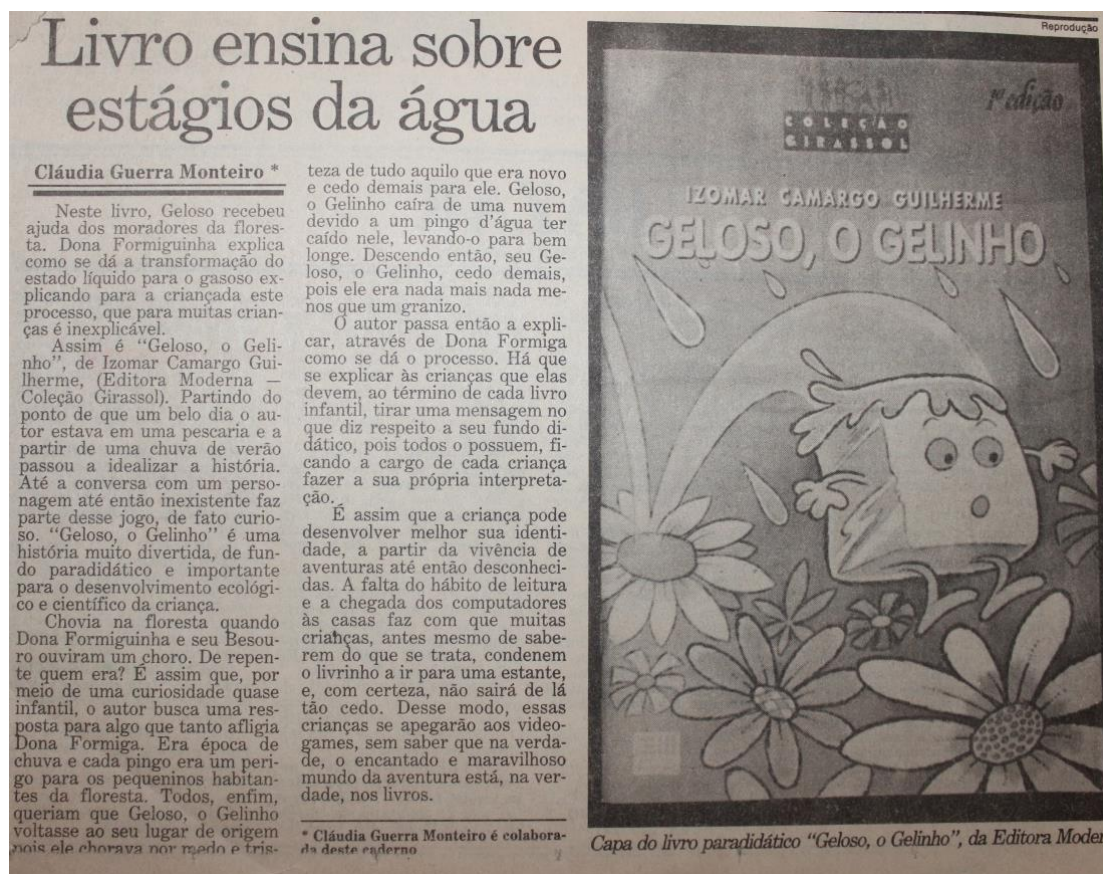 Livro ensina sobre
estágios da água
Cláudia Guerra Monteiro *
Neste livro, Geloso recebeu
ajuda dos moradores da flores-
ta. Dona Formiguinha explica
como se dá a transformação do
estado líquido para o gasoso ex-
plicando para a criançada este
processo, que para muitas crian-
ças é inexplicável.
Assim é “Geloso, o Geli-
nho”, de Izomar Camargo Gui-
lherme, (Editora Moderna —
Coleção Girassol). Partindo do
ponto de que um belo dia o au-
tor estava em uma pescaria e a
partir de uma chuva de verão
passou a idealizar a história.
Até a conversa com um perso-
nagem até então inexistente faz
parte desse jogo, de fato curio-
so. “Geloso, o Gelinho” é uma
história muito divertida, de fun-
do paradidático e importante
para o desenvolvimento ecológi-
co e científico da criança.
Chovia na floresta quando
Dona Formiguinha e seu Besou-
ro ouviram um choro. De repen-
te quem era? É assim que, por
meio de uma curiosidade quase
infantil, o autor busca uma res-
posta para algo que tanto afligia
Dona Formiga. Era época de
chuva e cada pingo era um peri-
go para os pequeninos habitan-
tes da floresta. Todos, enfim,
queriam que Geloso, o Gelinho
voltasse ao seu lugar de origem
pois ele chorava por medo e tris-
teza de tudo aquilo que era novo
e cedo demais para ele. Geloso,
o Gelinho caíra de uma nuvem
devido a um pingo d’água ter
caído nele, levando-o para bem
longe. Descendo então, seu Ge-
loso, o Gelinho, cedo demais,
pois ele era nada mais nada me-
nos que um granizo.
O autor passa então a expli-
car, através de Dona Formiga
como se dá o processo. Há que
se explicar às crianças que elas
devem, ao término de cada livro
infantil, tirar uma mensagem no
que diz respeito a seu fundo di-
dático, pois todos o possuem, fi-
cando a cargo de cada criança
fazer a sua própria interpreta-
ção.
É assim que a criança pode
desenvolver melhor sua identi-
dade, a partir da vivência de
aventuras até então desconheci-
das. A falta do hábito de leitura
e a chegada dos computadores
às casas faz com que muitas
crianças, antes mesmo de sabe-
rem do que se trata, condenem
o livrinho a ir para uma estante,
e, com certeza, não sairá de lá
tão cedo. Desse modo, essas
crianças se apegarão aos video-
games, sem saber que na verda-
de, o encantado e maravilhoso
mundo da aventura está, na ver-
dade, nos livros.
* Cláudia Guerra Monteiro é colabora-
da deste caderno
Reprodução
1ª edição
COLEÇÃO
GIRASSOL
IZOMAR CAMARGO GUILHERME
GELOSO, O GELINHO
Capa do livro paradidático “Geloso, o Gelinho”, da Editora Moder